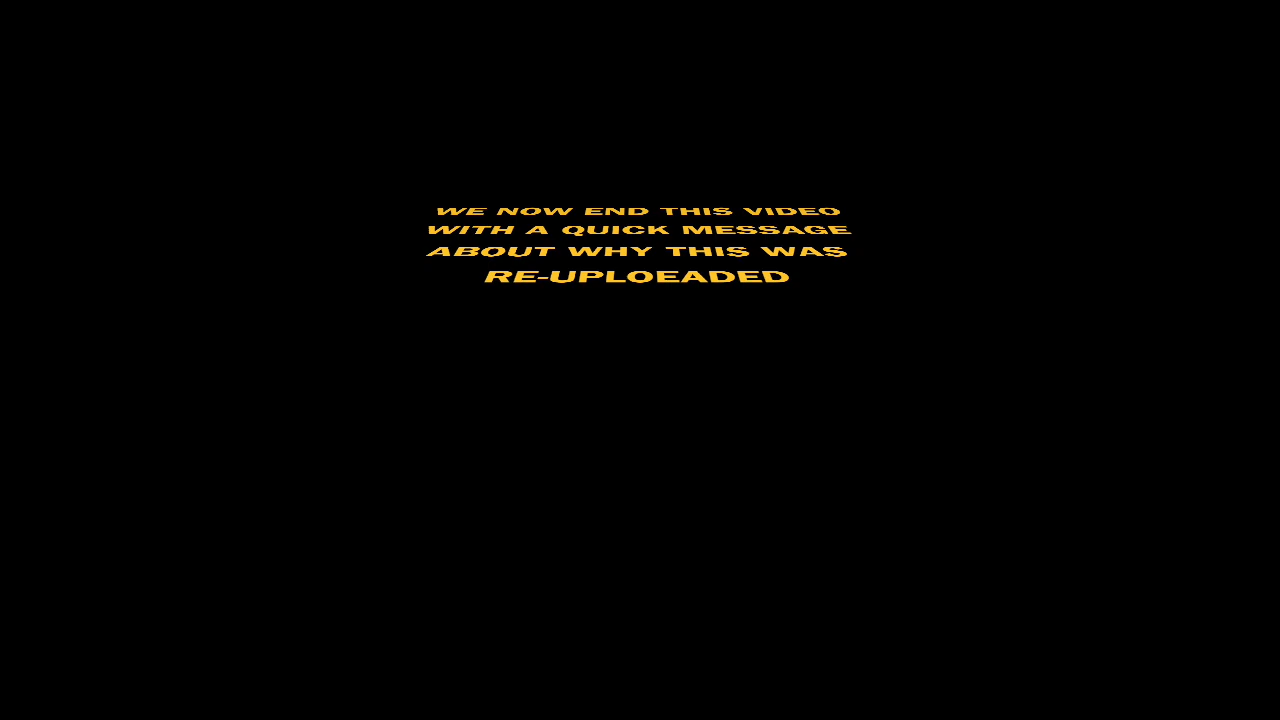 WE NOW END THIS VIDEO
WITH A QUICK MESSAGE
ABOUT WHY THIS WAS
RE-UPLOEADED